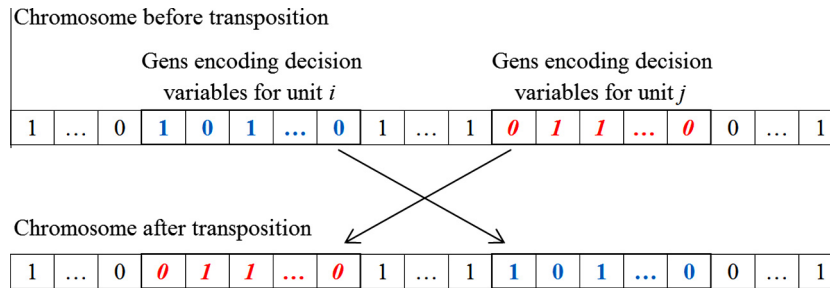 Chromosome before transposition
Gens encoding decision variables for unit i
Gens encoding decision variables for unit j
1 ... 0 1 0 1 ... 0 1 ... 1 0 1 1 ... 0 0 ... 1
Chromosome after transposition
1 ... 0 0 1 1 ... 0 1 ... 1 1 0 1 ... 0 0 ... 1